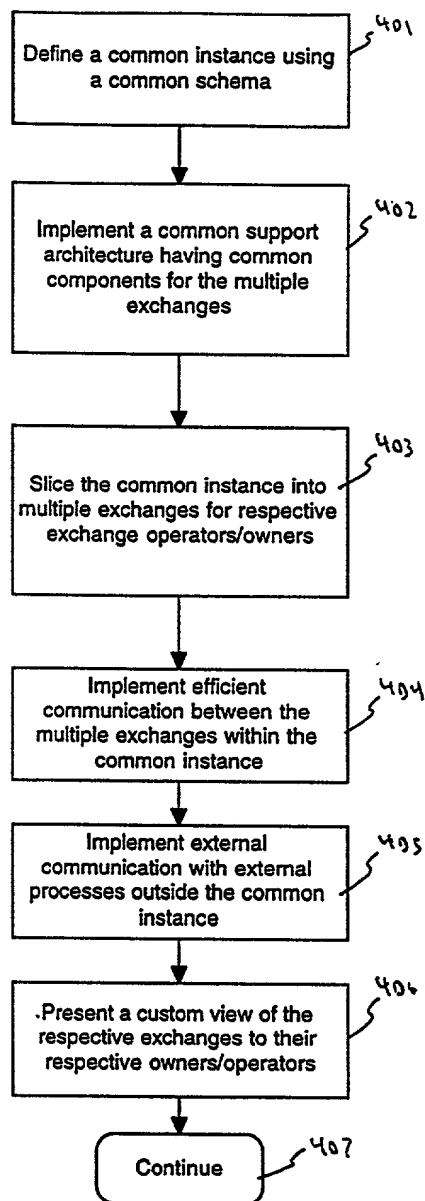 401
Define a common instance using
a common schema
402
Implement a common support
architecture having common
components for the multiple
exchanges
403
Slice the common instance into
multiple exchanges for respective
exchange operators/owners
404
Implement efficient
communication between the
multiple exchanges within the
common instance
405
Implement external
communication with external
processes outside the common
instance
406
Present a custom view of the
respective exchanges to their
respective owners/operators
407
Continue